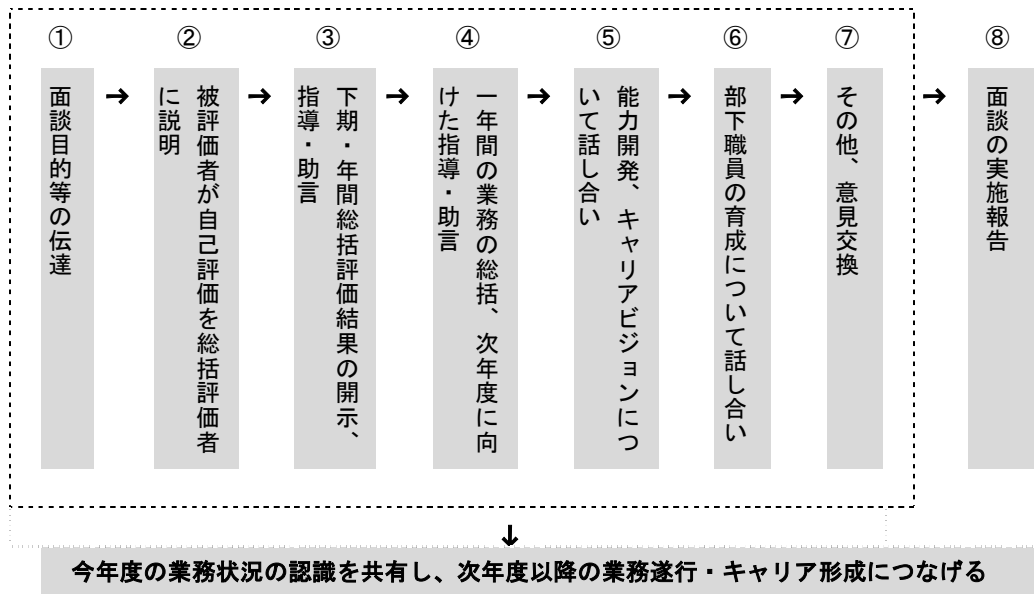 ①
面談目的等の伝達
②
被評価者が自己評価を総括評価者
に説明
③
下期・年間総括評価結果の開示、
指導・助言
④
一年間の業務の総括、次年度に向
けた指導・助言
⑤
能力開発、キャリアビジョンにつ
いて話し合い
⑥
部下職員の育成について話し合い
⑦
その他、意見交換
⑧
面談の実施報告
今年度の業務状況の認識を共有し、次年度以降の業務遂行・キャリア形成につなげる